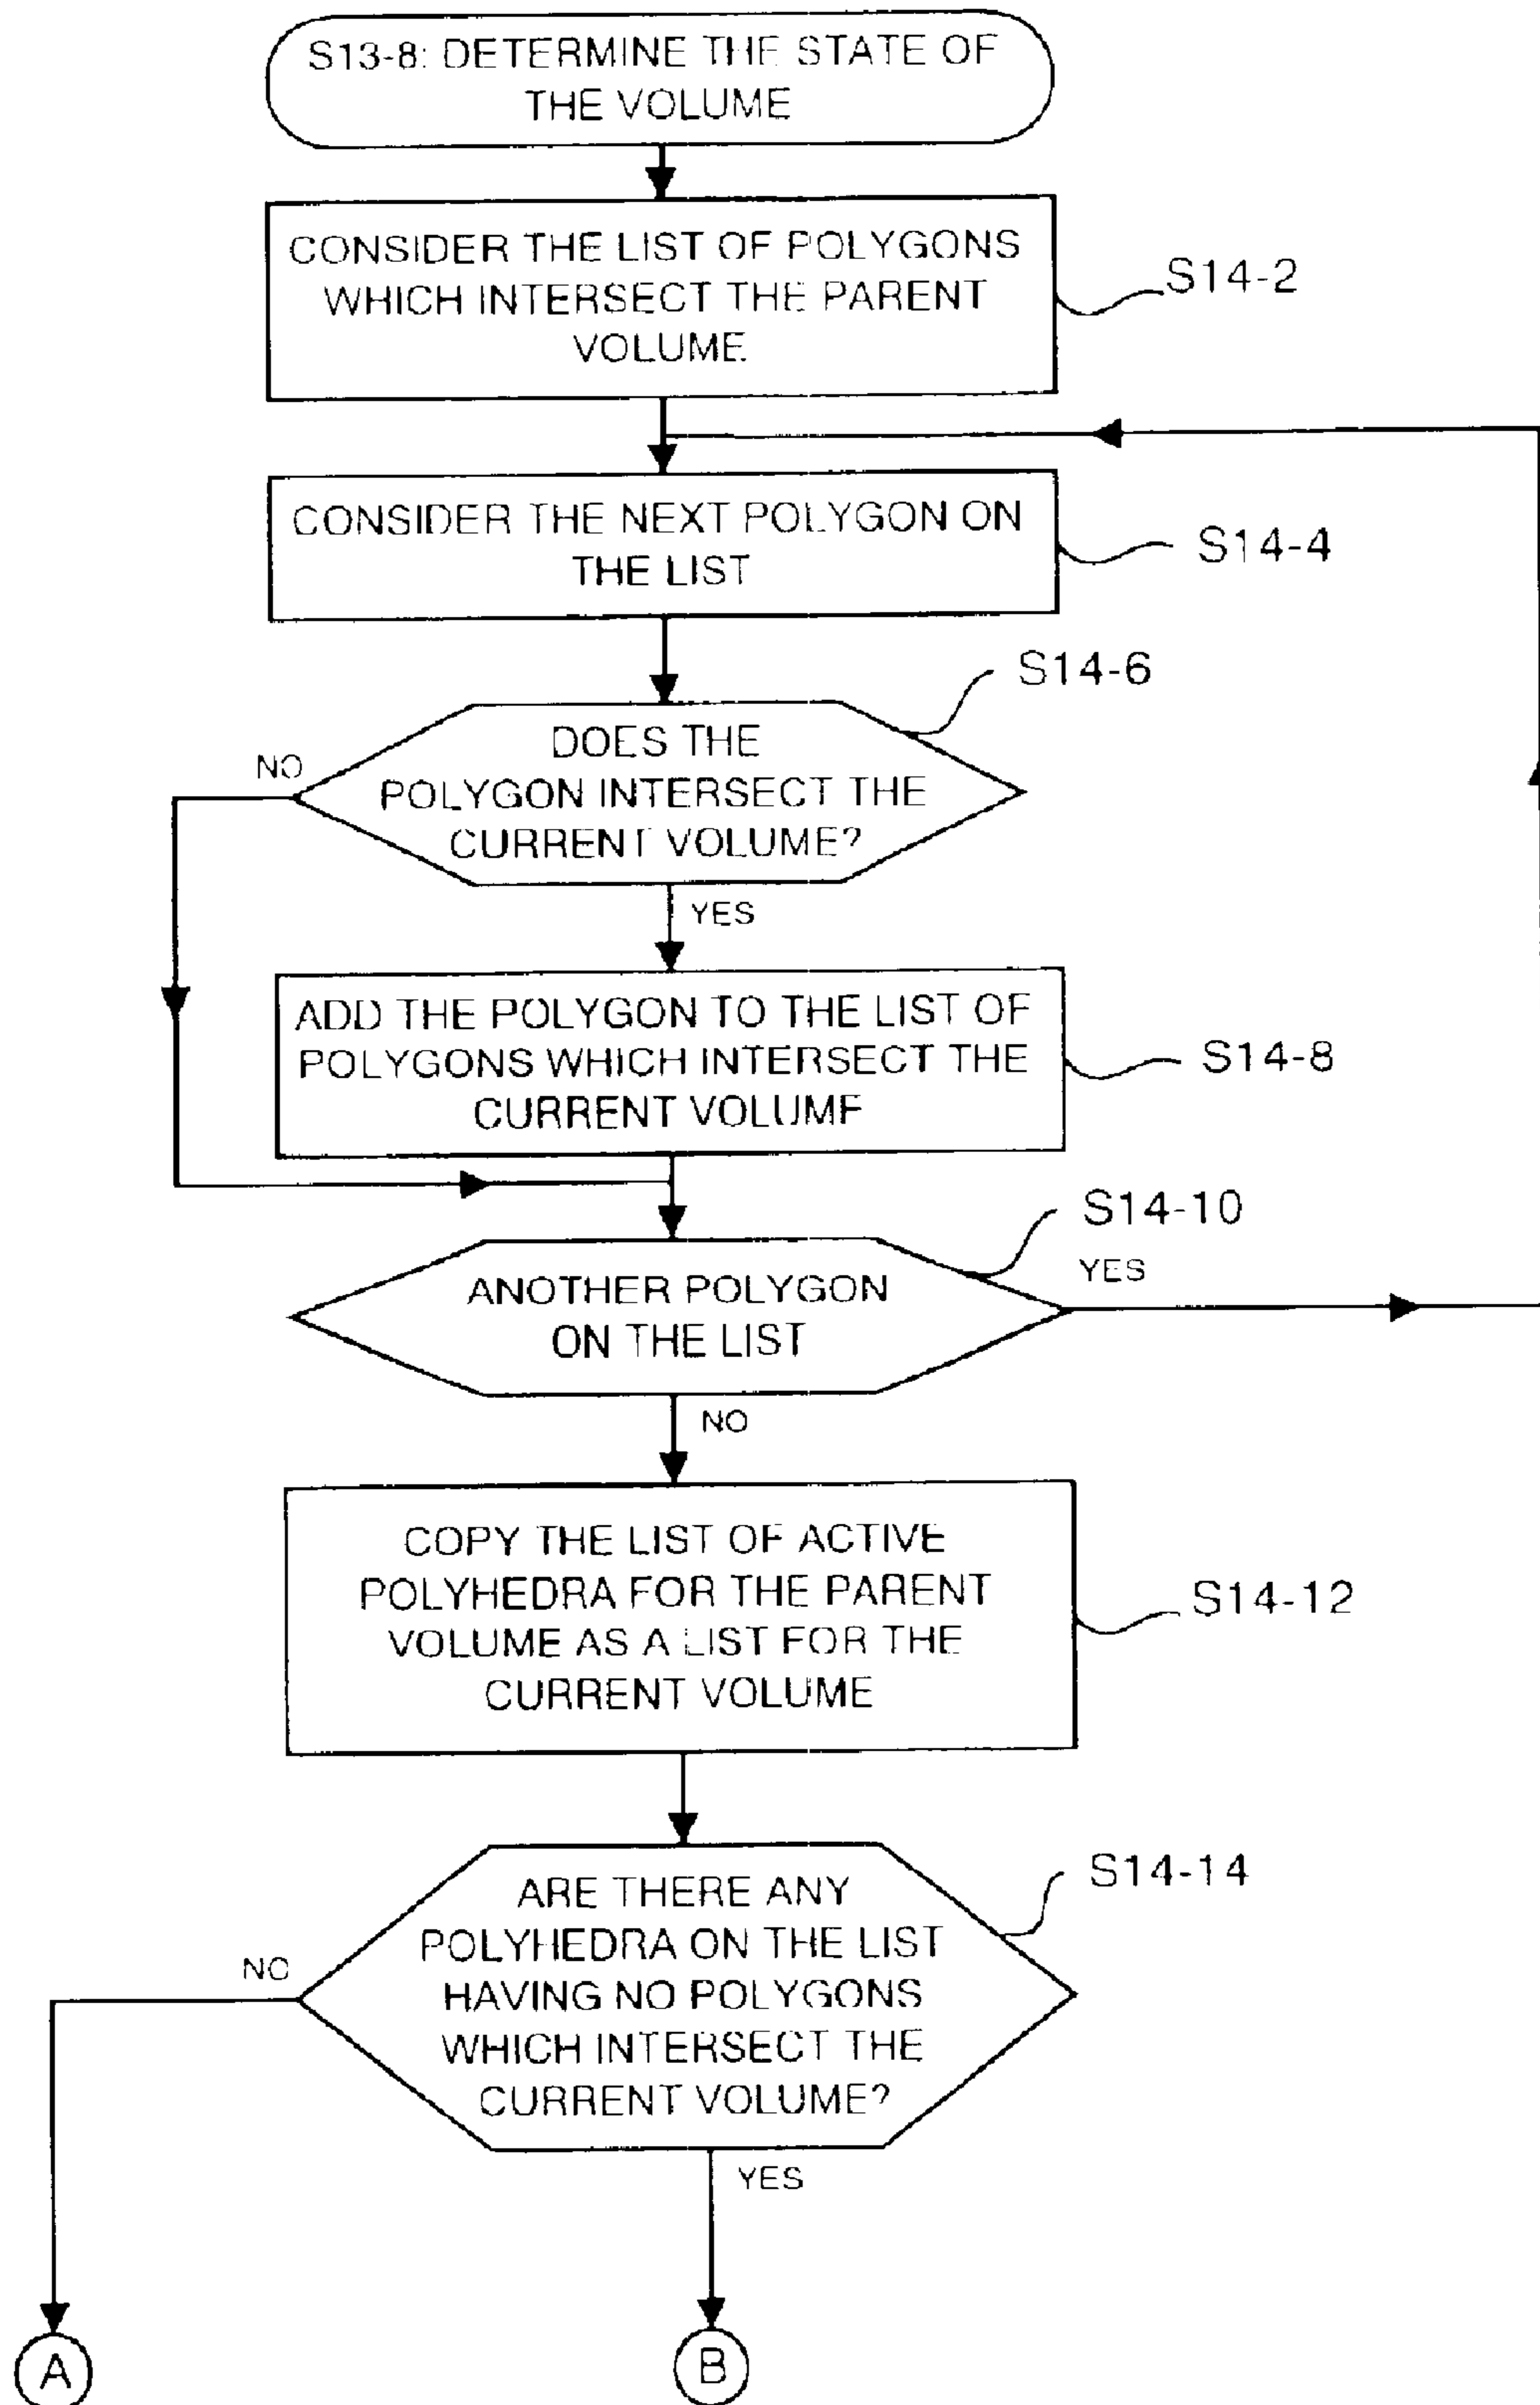 S13-8: DETERMINE THE STATE OF
THE VOLUME
CONSIDER THE LIST OF POLYGONS
WHICH INTERSECT THE PARENT
VOLUME
S14-2
CONSIDER THE NEXT POLYGON ON
THE LIST
S14-4
S14-6
DOES THE
POLYGON INTERSECT THE
CURRENT VOLUME?
NO
YES
ADD THE POLYGON TO THE LIST OF
POLYGONS WHICH INTERSECT THE
CURRENT VOLUME
S14-8
S14-10
ANOTHER POLYGON
ON THE LIST
YES
NO
COPY THE LIST OF ACTIVE
POLYHEDRA FOR THE PARENT
VOLUME AS A LIST FOR THE
CURRENT VOLUME
S14-12
S14-14
ARE THERE ANY
POLYHEDRA ON THE LIST
HAVING NO POLYGONS
WHICH INTERSECT THE
CURRENT VOLUME?
NO
YES
A
B